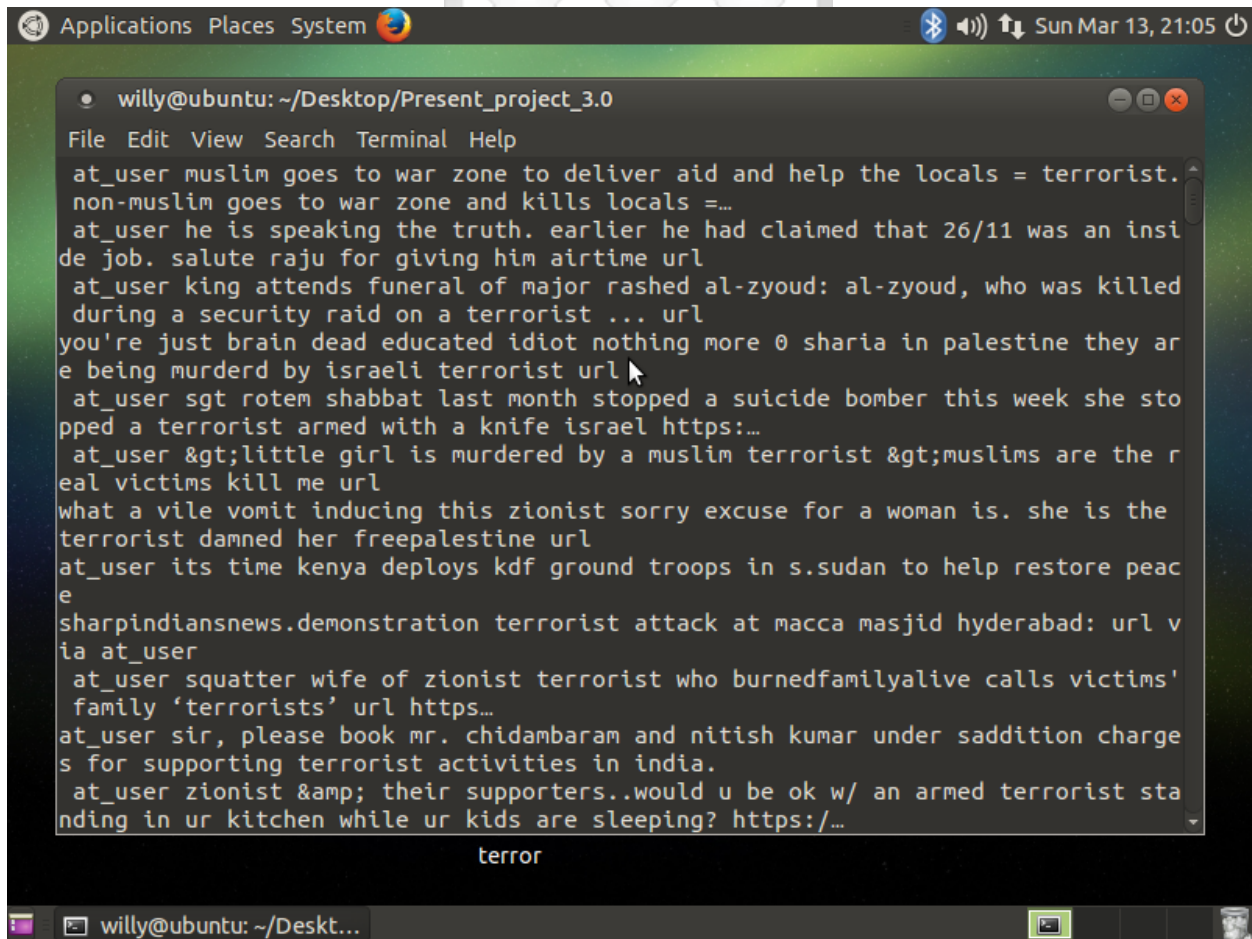 Applications Places System
Sun Mar 13, 21:05
willy@ubuntu: ~/Desktop/Present_project_3.0
File Edit View Search Terminal Help
at_user muslim goes to war zone to deliver aid and help the locals = terrorist.
non-muslim goes to war zone and kills locals =…
at_user he is speaking the truth. earlier he had claimed that 26/11 was an insi
de job. salute raju for giving him airtime url
at_user king attends funeral of major rashed al-zyoud: al-zyoud, who was killed
during a security raid on a terrorist ... url
you're just brain dead educated idiot nothing more 0 sharia in palestine they ar
e being murderd by israeli terrorist url
at_user sgt rotem shabbat last month stopped a suicide bomber this week she sto
pped a terrorist armed with a knife israel https:…
at_user &gt;little girl is murdered by a muslim terrorist &gt;muslims are the r
eal victims kill me url
what a vile vomit inducing this zionist sorry excuse for a woman is. she is the
terrorist damned her freepalestine url
at_user its time kenya deploys kdf ground troops in s.sudan to help restore peac
e
sharpindiansnews.demonstration terrorist attack at macca masjid hyderabad: url v
ia at_user
at_user squatter wife of zionist terrorist who burnedfamilyalive calls victims'
family ‘terrorists’ url https…
at_user sir, please book mr. chidambaram and nitish kumar under saddition charge
s for supporting terrorist activities in india.
at_user zionist &amp; their supporters..would u be ok w/ an armed terrorist sta
nding in ur kitchen while ur kids are sleeping? https:/…
terror
willy@ubuntu: ~/Deskt...